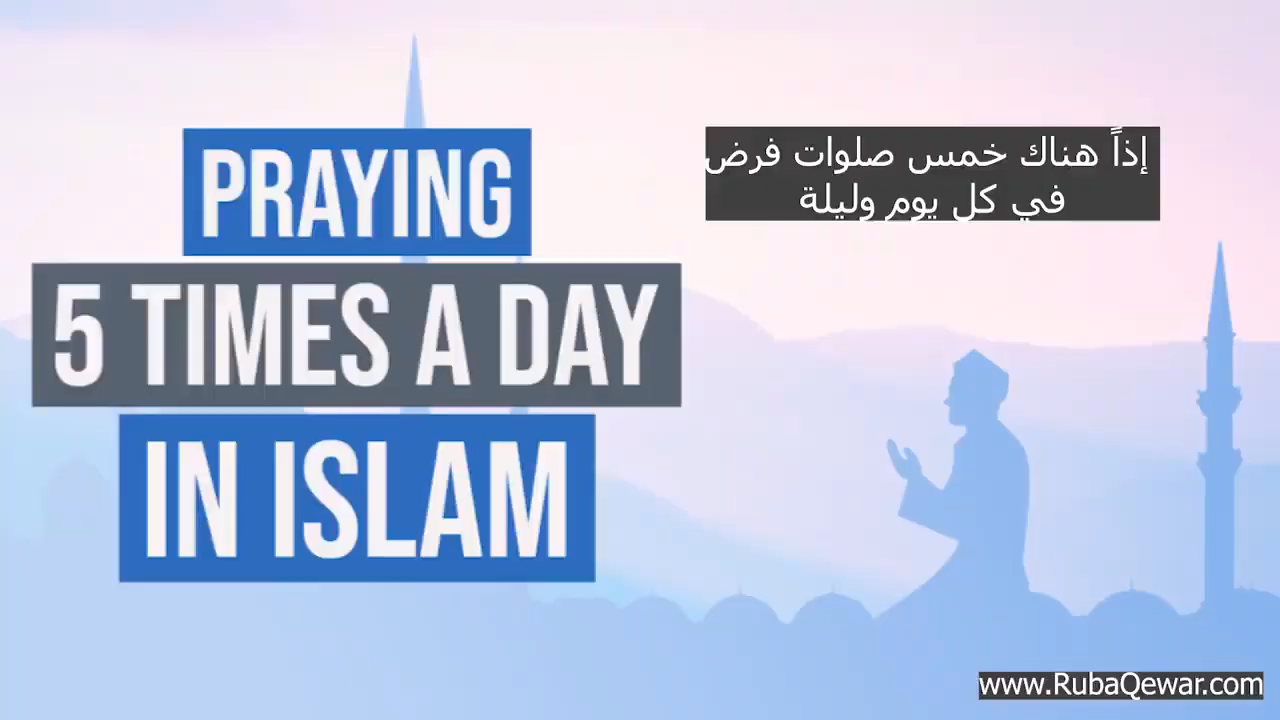 PRAYING
5 TIMES A DAY
IN ISLAM
إذاً هناك خمس صلوات فرض
في كل يوم وليلة
www.RubaQewar.com